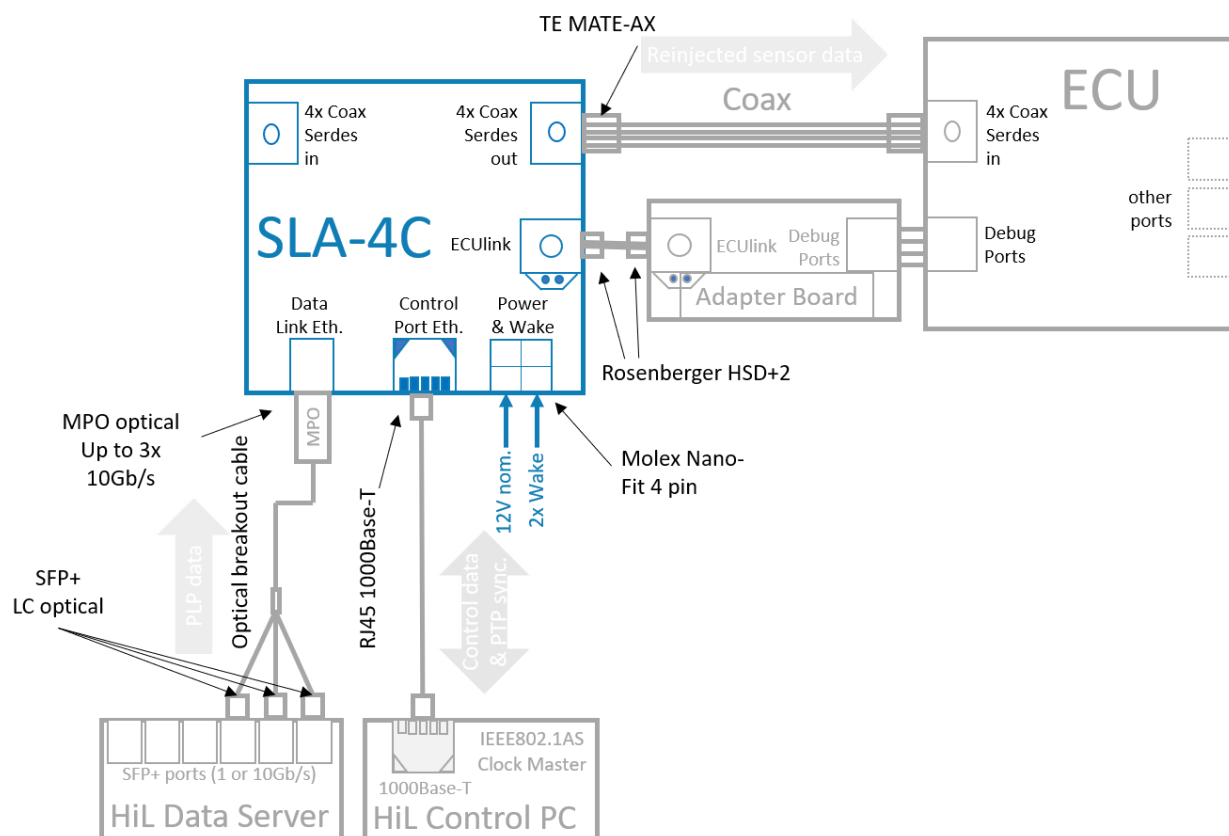 TE MATE-AX
Reinjected sensor data
Coax
ECU
4x Coax
Serdes
in
4x Coax
Serdes
out
4x Coax
Serdes
in
other
ports
SLA-4C
ECUlink
ECUlink
Debug
Ports
Debug
Ports
Adapter Board
Data
Link Eth.
Control
Port Eth.
Power
& Wake
Rosenberger HSD+2
MPO optical
Up to 3x
10Gb/s
MPO
Molex Nano-
Fit 4 pin
12V nom.
2x Wake
Optical breakout cable
RJ45 1000Base-T
PLP data
Control data
& PTP sync.
SFP+
LC optical
SFP+ ports (1 or 10Gb/s)
HiL Data Server
IEEE802.1AS
Clock Master
1000Base-T
HiL Control PC